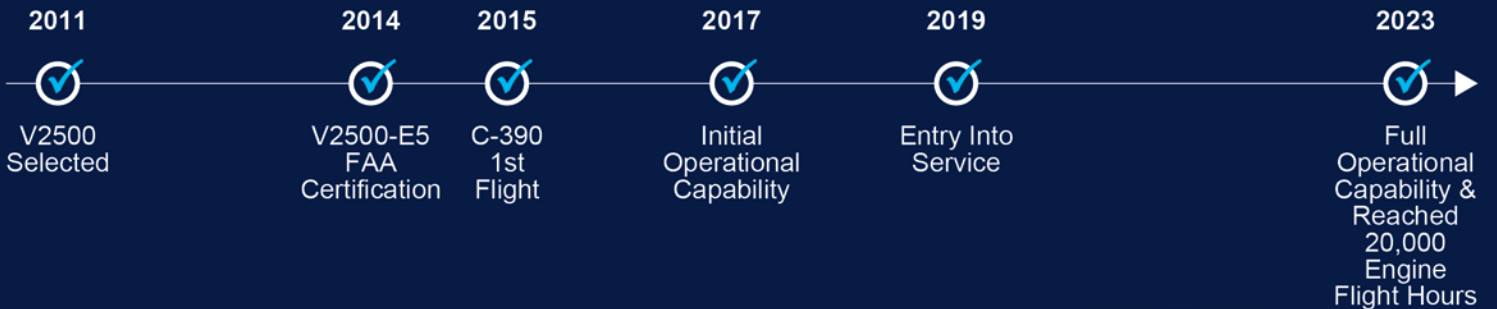 2011
V2500
Selected
2014
V2500-E5
FAA
Certification
2015
C-390
1st
Flight
2017
Initial
Operational
Capability
2019
Entry Into
Service
2023
Full
Operational
Capability &
Reached
20,000
Engine
Flight Hours